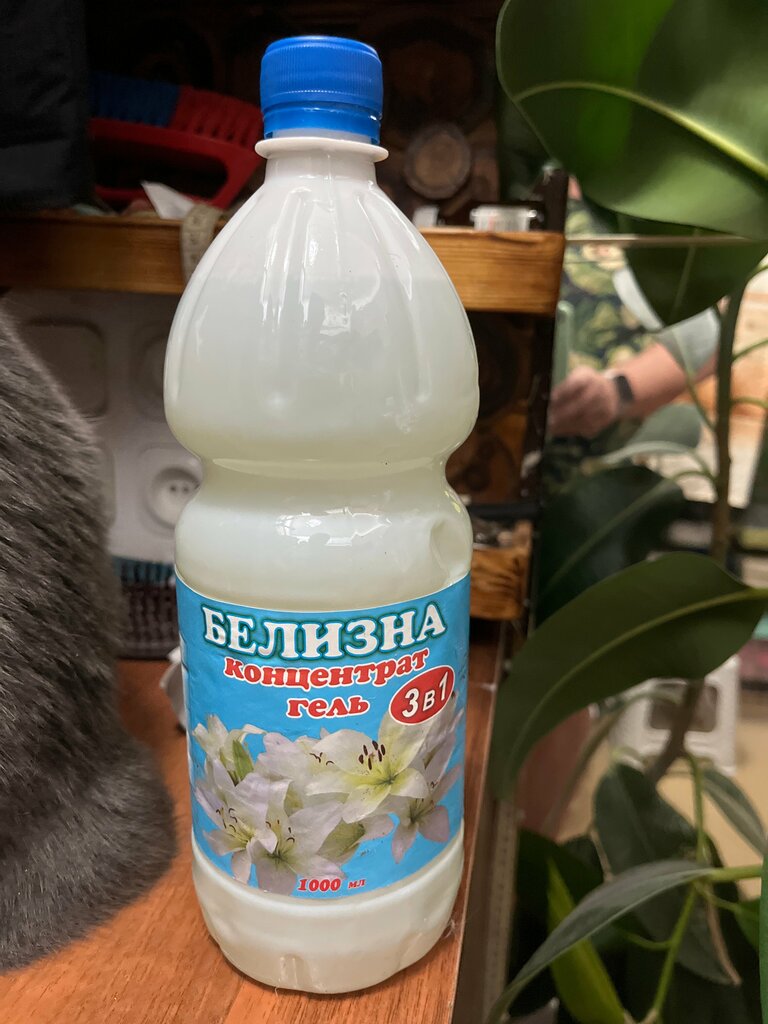 БЕЛИЗНА
концентрат
гель
3в1
1000 мл